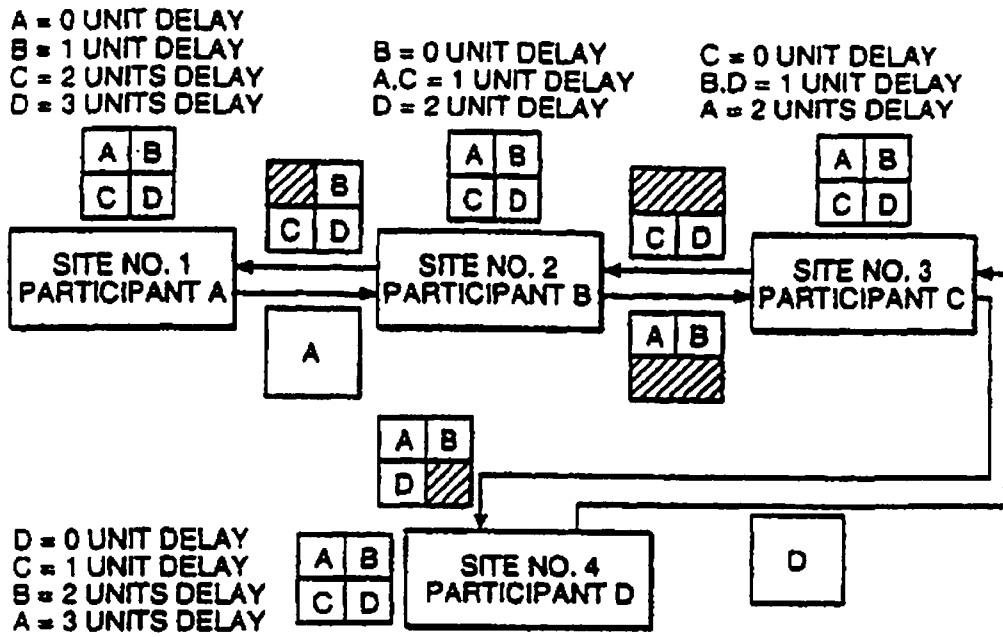 A = 0 UNIT DELAY
B = 1 UNIT DELAY
C = 2 UNITS DELAY
D = 3 UNITS DELAY
B = 0 UNIT DELAY
A,C = 1 UNIT DELAY
D = 2 UNIT DELAY
C = 0 UNIT DELAY
B,D = 1 UNIT DELAY
A = 2 UNITS DELAY
A B
C D
B
C D
A B
C D
C D
A B
C D
SITE NO. 1
PARTICIPANT A
SITE NO. 2
PARTICIPANT B
SITE NO. 3
PARTICIPANT C
A
A B
A B
D
D = 0 UNIT DELAY
C = 1 UNIT DELAY
B = 2 UNITS DELAY
A = 3 UNITS DELAY
A B
C D
SITE NO. 4
PARTICIPANT D
D